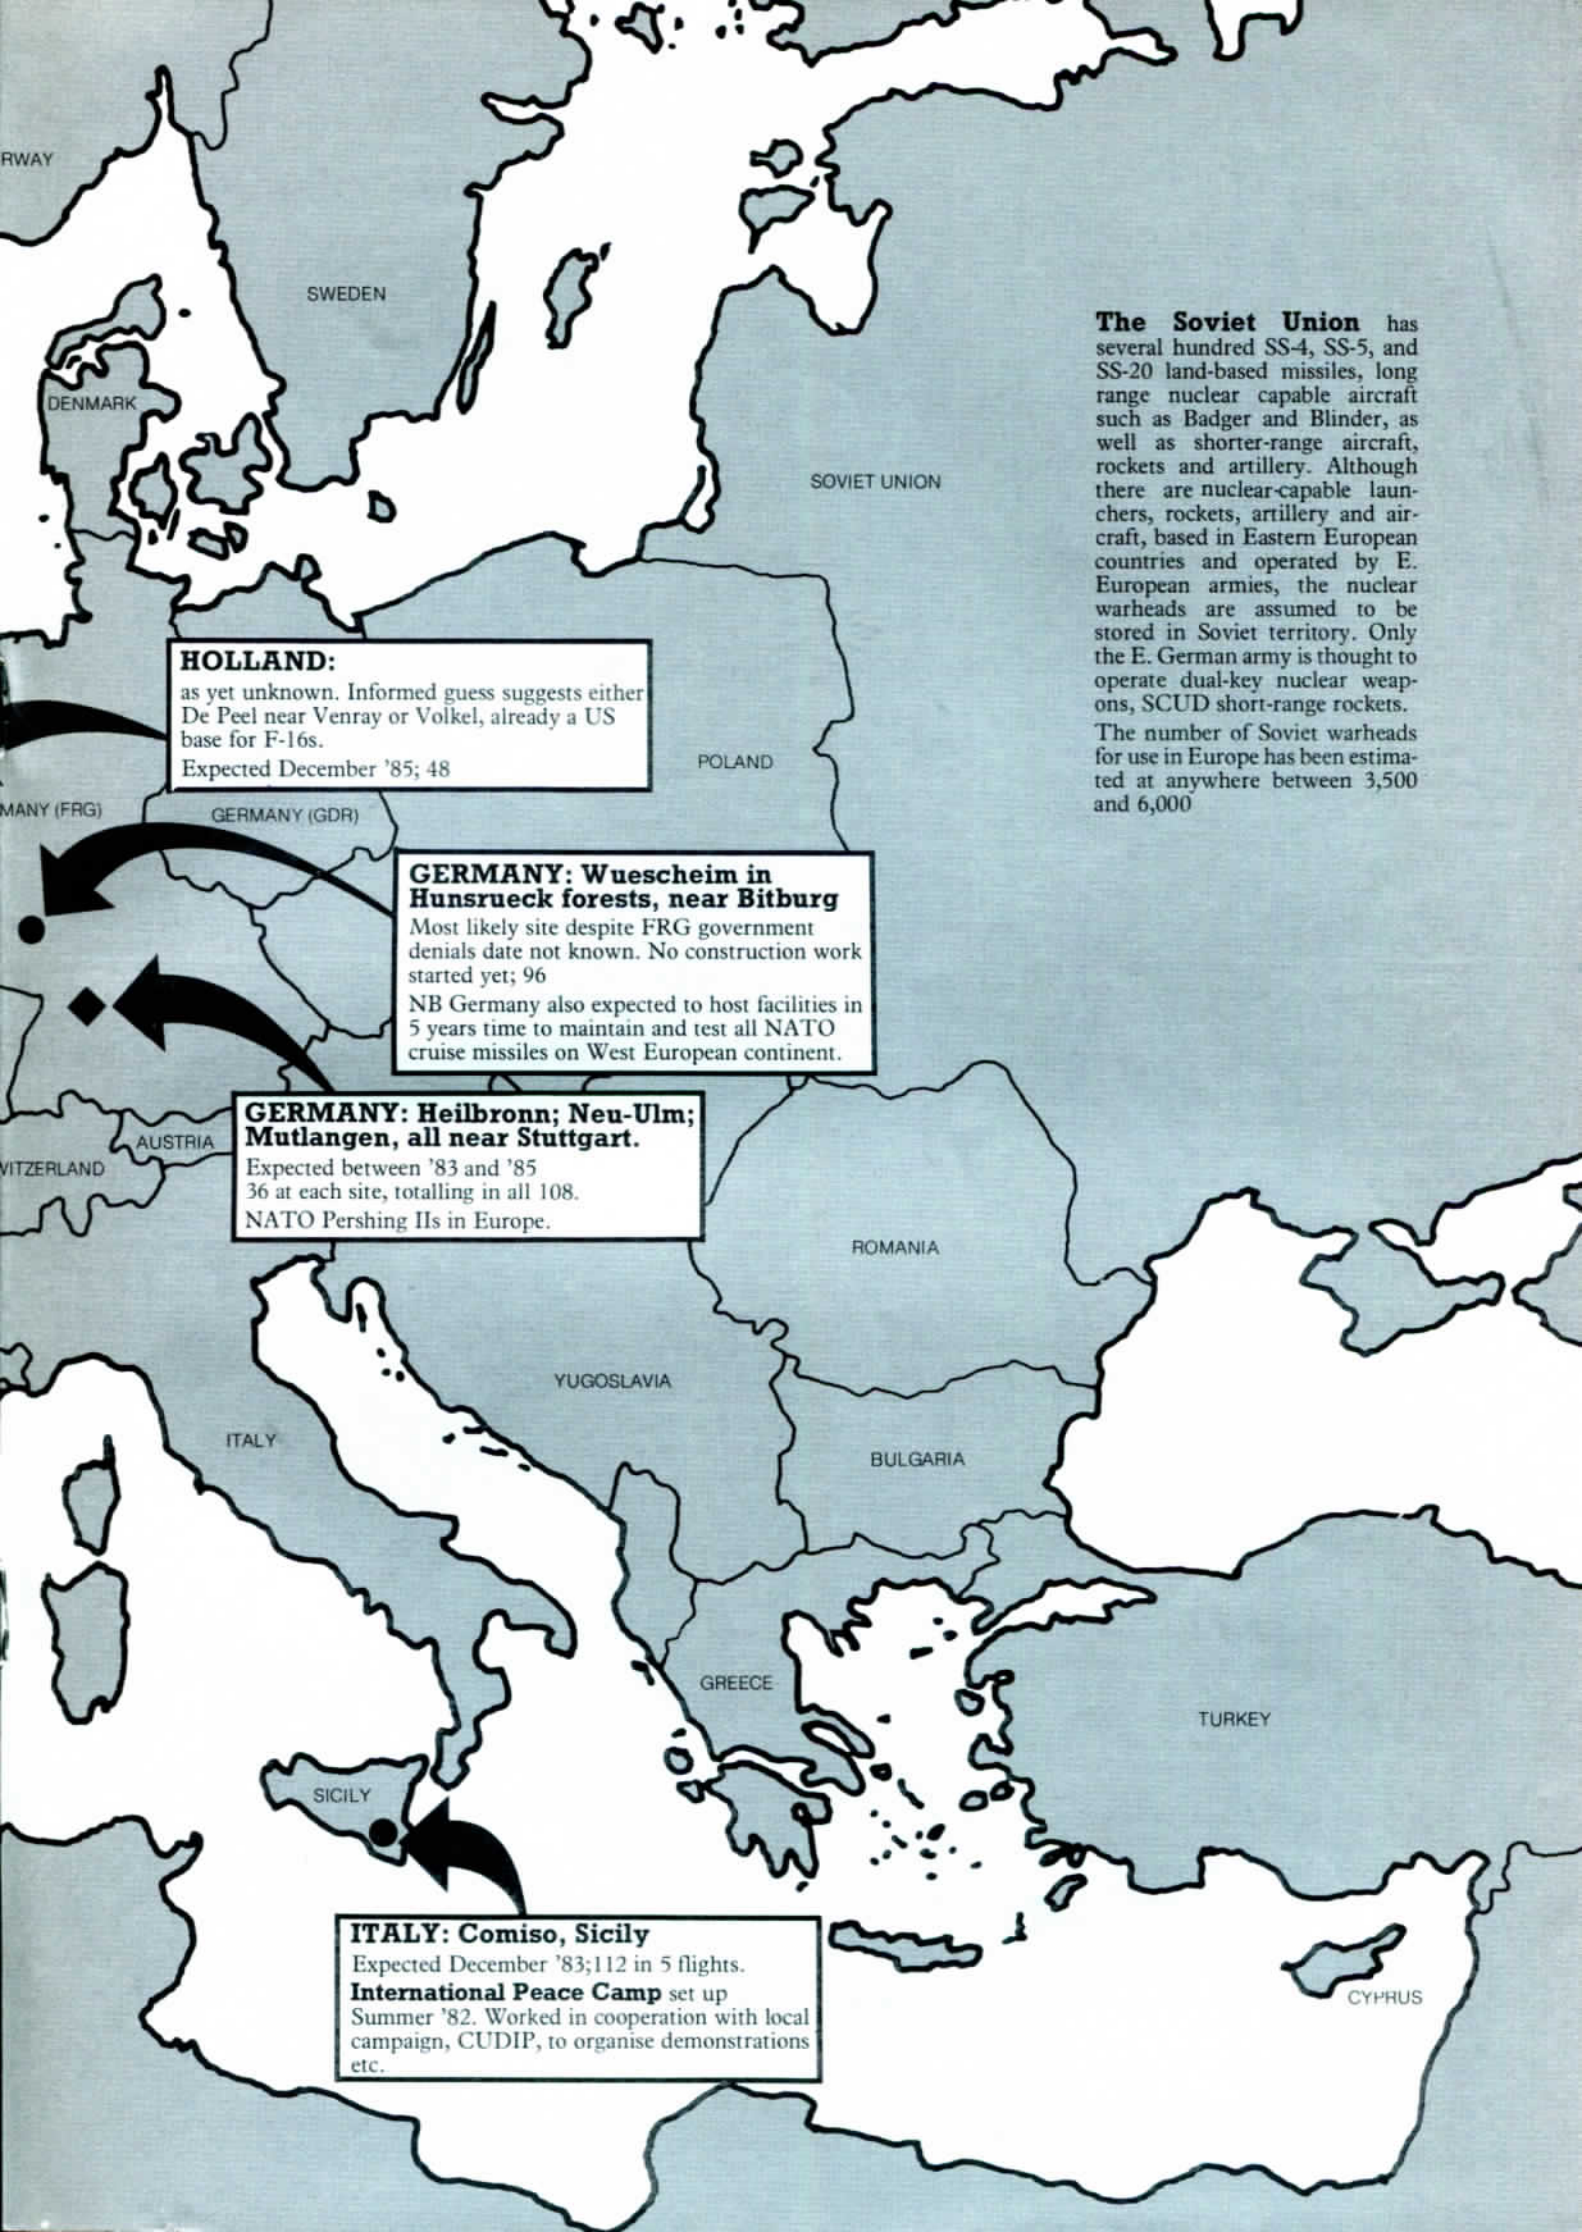 RWAY
SWEDEN
DENMARK
The Soviet Union has
several hundred SS-4, SS-5, and
SS-20 land-based missiles, long
range nuclear capable aircraft
such as Badger and Blinder, as
well as shorter-range aircraft,
rockets and artillery. Although
there are nuclear-capable laun-
chers, rockets, artillery and air-
craft, based in Eastern European
countries and operated by E.
European armies, the nuclear
warheads are assumed to be
stored in Soviet territory. Only
the E. German army is thought to
operate dual-key nuclear weap-
ons, SCUD short-range rockets.
The number of Soviet warheads
for use in Europe has been estima-
ted at anywhere between 3,500
and 6,000
SOVIET UNION
HOLLAND:
as yet unknown. Informed guess suggests either
De Peel near Venray or Volkel, already a US
base for F-16s.
Expected December '85; 48
POLAND
MANY (FRG)
GERMANY (GDR)
GERMANY: Wuescheim in
Hunsrueck forests, near Bitburg
Most likely site despite FRG government
denials date not known. No construction work
started yet; 96
NB Germany also expected to host facilities in
5 years time to maintain and test all NATO
cruise missiles on West European continent.
GERMANY: Heilbronn; Neu-Ulm;
Mutlangen, all near Stuttgart.
Expected between '83 and '85
36 at each site, totalling in all 108.
NATO Pershing IIs in Europe.
AUSTRIA
VITZERLAND
ROMANIA
YUGOSLAVIA
ITALY
BULGARIA
GREECE
TURKEY
SICILY
ITALY: Comiso, Sicily
Expected December '83;112 in 5 flights.
International Peace Camp set up
Summer '82. Worked in cooperation with local
campaign, CUDIP, to organise demonstrations
etc.
CYPRUS